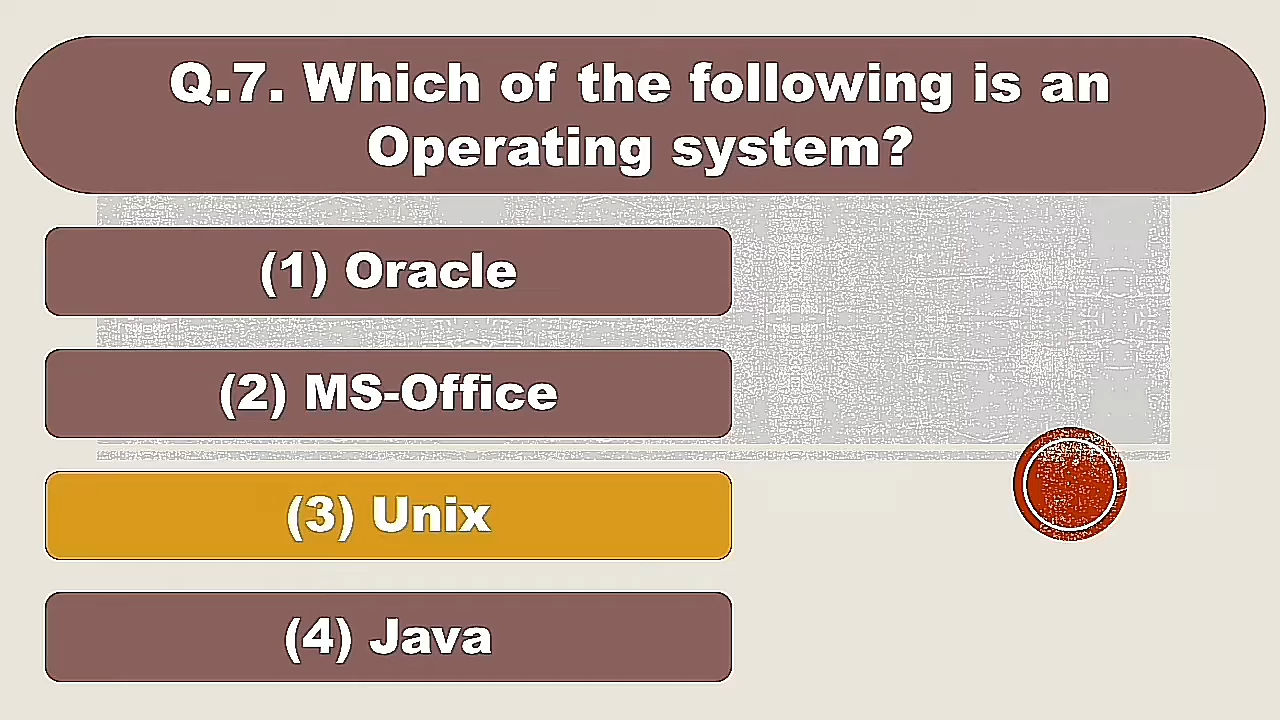 Q.7. Which of the following is an
Operating system?
(1) Oracle
(2) MS-Office
(3) Unix
(4) Java